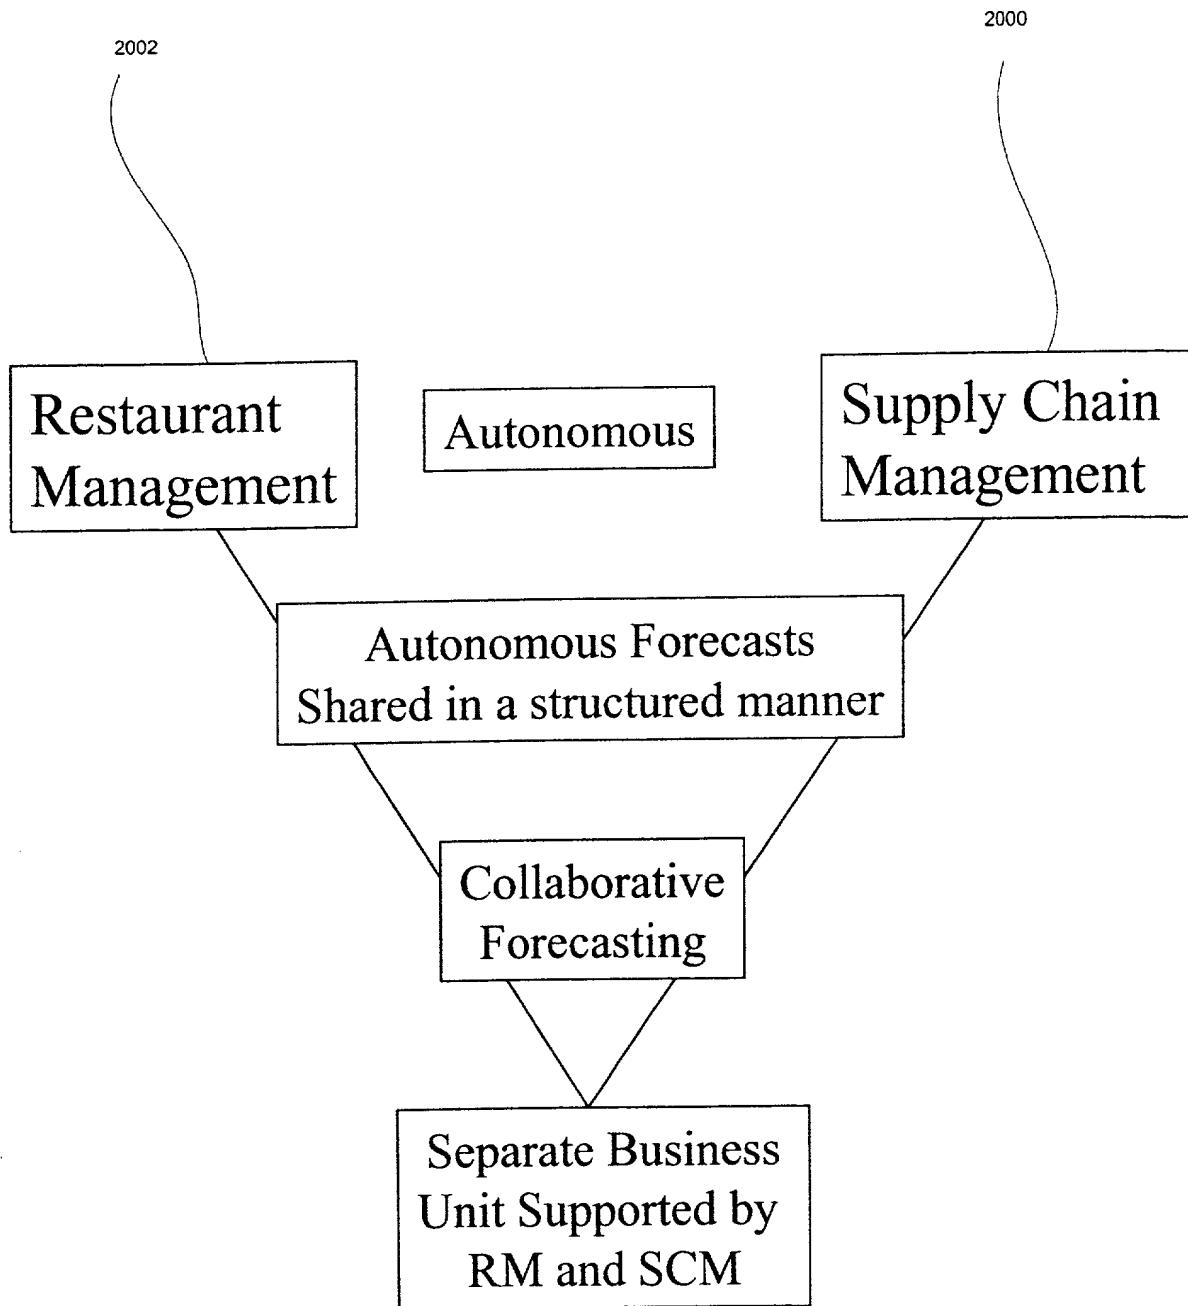 2002
2000
Restaurant
Management
Autonomous
Supply Chain
Management
Autonomous Forecasts
Shared in a structured manner
Collaborative
Forecasting
Separate Business
Unit Supported by
RM and SCM